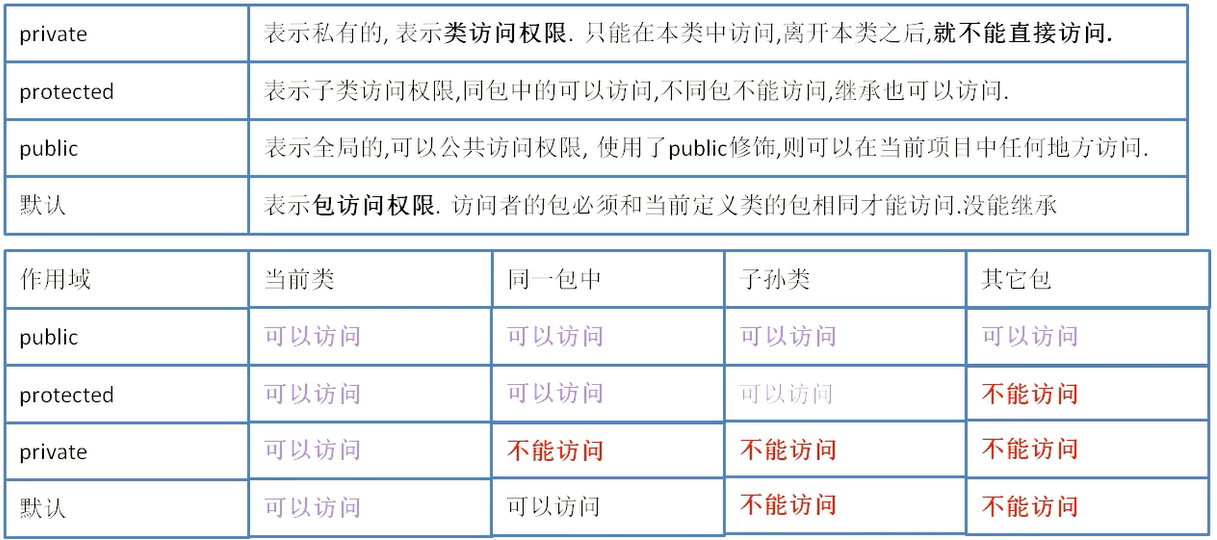 private 表示私有的, 表示类访问权限. 只能在本类中访问,离开本类之后,就不能直接访问.
protected 表示子类访问权限,同包中的可以访问,不同包不能访问,继承也可以访问.
public 表示全局的,可以公共访问权限, 使用了public修饰,则可以在当前项目中任何地方访问.
默认 表示包访问权限. 访问者的包必须和当前定义类的包相同才能访问.没能继承
作用域 当前类 同一包中 子孙类 其它包
public 可以访问 可以访问 可以访问 可以访问
protected 可以访问 可以访问 可以访问 不能访问
private 可以访问 不能访问 不能访问 不能访问
默认 可以访问 可以访问 不能访问 不能访问